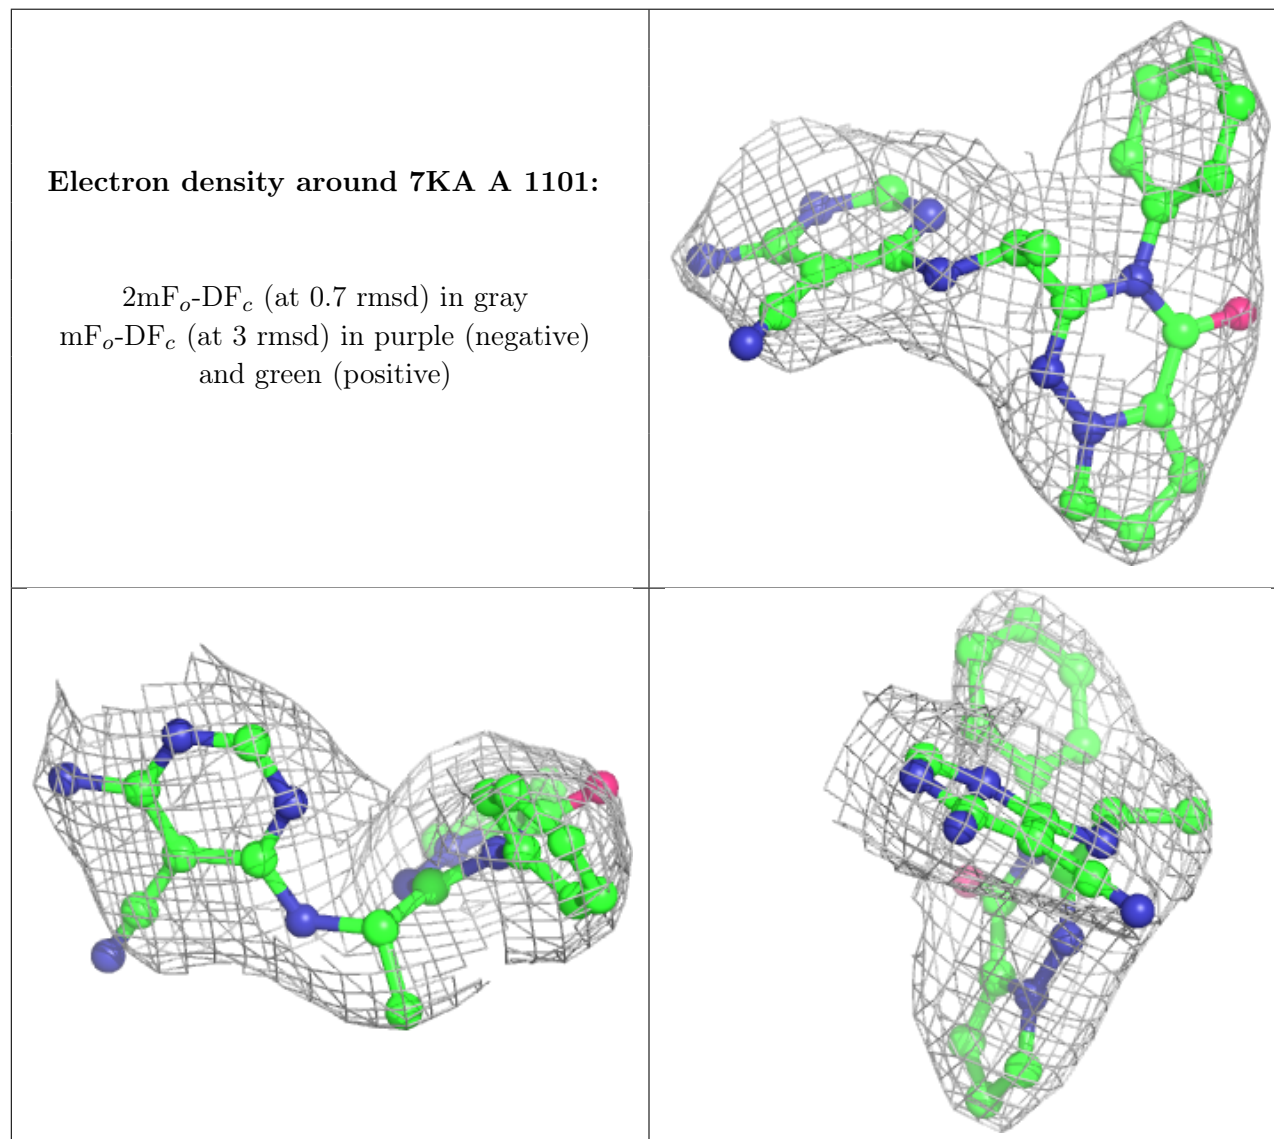 Electron density around 7KA A 1101:
2mFₒ-DF𝑐 (at 0.7 rmsd) in gray
mFₒ-DF𝑐 (at 3 rmsd) in purple (negative)
and green (positive)